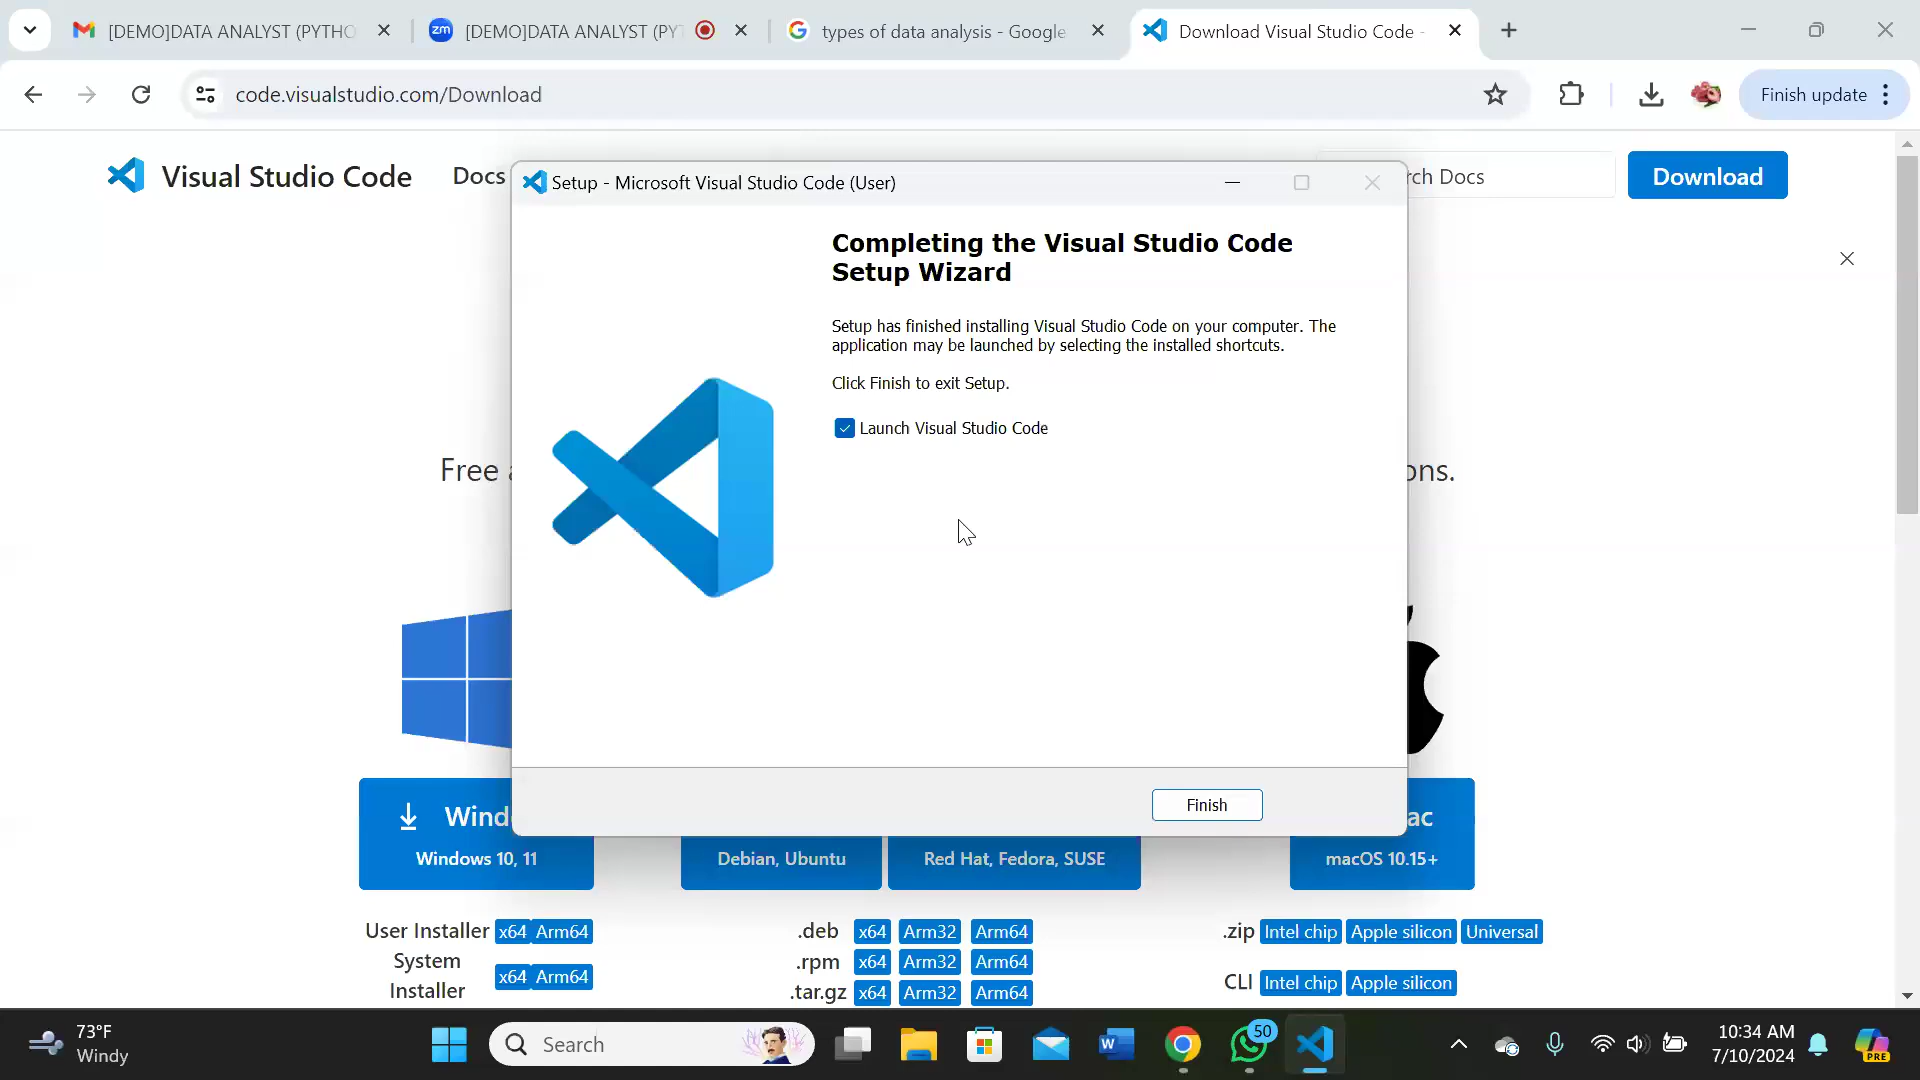 [DEMO]DATA ANALYST (PYTHO
zm
[DEMO]DATA ANALYST (PYT
types of data analysis - Google
Download Visual Studio Code -
code.visualstudio.com/Download
Finish update
Visual Studio Code
Docs
rch Docs
Download
Setup - Microsoft Visual Studio Code (User)
Completing the Visual Studio Code
Setup Wizard
Setup has finished installing Visual Studio Code on your computer. The
application may be launched by selecting the installed shortcuts.
Click Finish to exit Setup.
Launch Visual Studio Code
Free
ons.
Finish
Wind
ac
Windows 10, 11
Debian, Ubuntu
Red Hat, Fedora, SUSE
macOS 10.15+
User Installer x64 Arm64
System
Installer
x64 Arm64
.deb x64 Arm32 Arm64
.rpm x64 Arm32 Arm64
.tar.gz x64 Arm32 Arm64
.zip Intel chip Apple silicon Universal
CLI Intel chip Apple silicon
73°F
Windy
Search
W
50
10:34 AM
7/10/2024
PRE